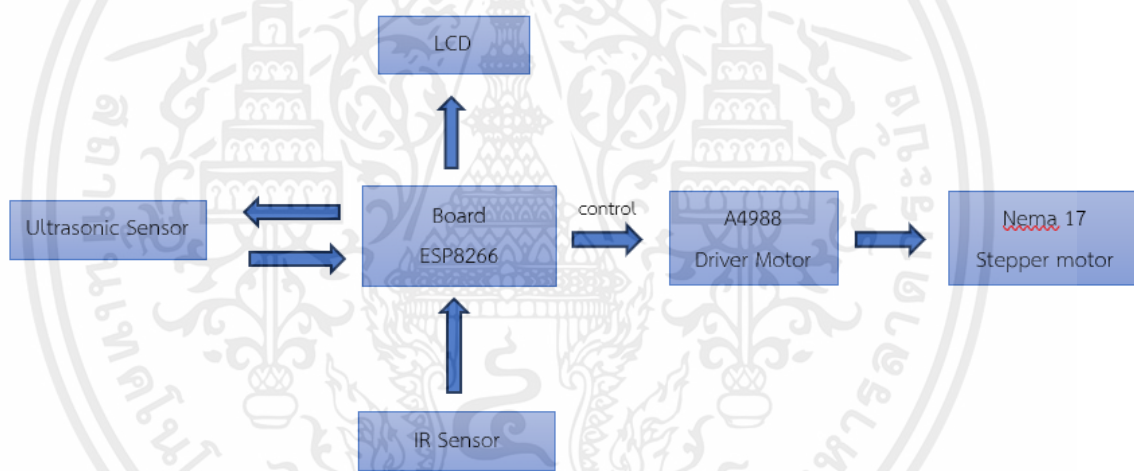 LCD
Ultrasonic Sensor
Board
ESP8266
control
A4988
Driver Motor
Nema 17
Stepper motor
IR Sensor